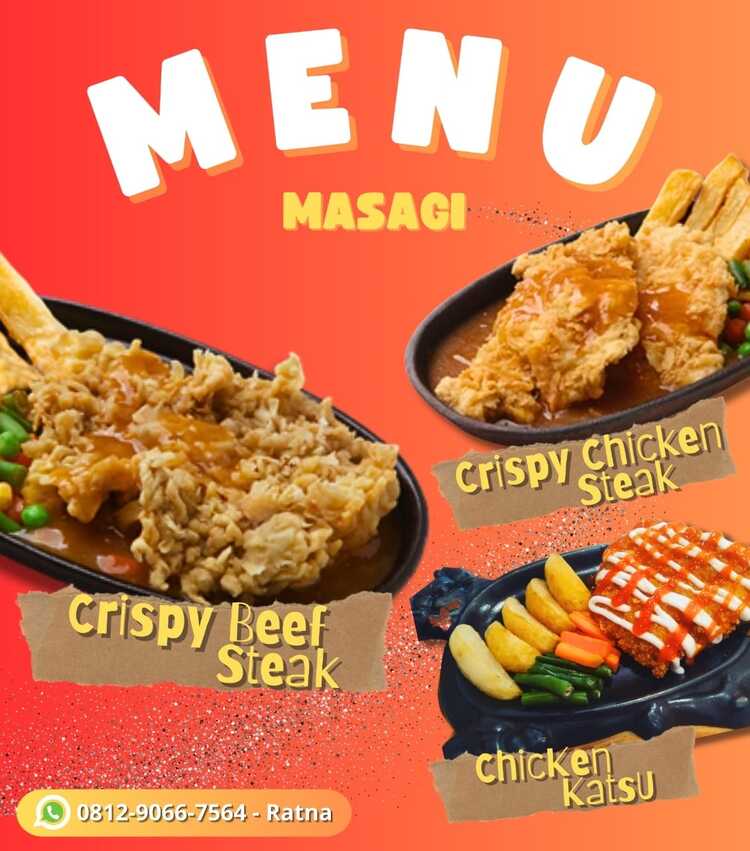 MENU
MASAGI
Crispy Chicken
Steak
Crispy Beef
Steak
Chicken
Katsu
0812-9066-7564 - Ratna